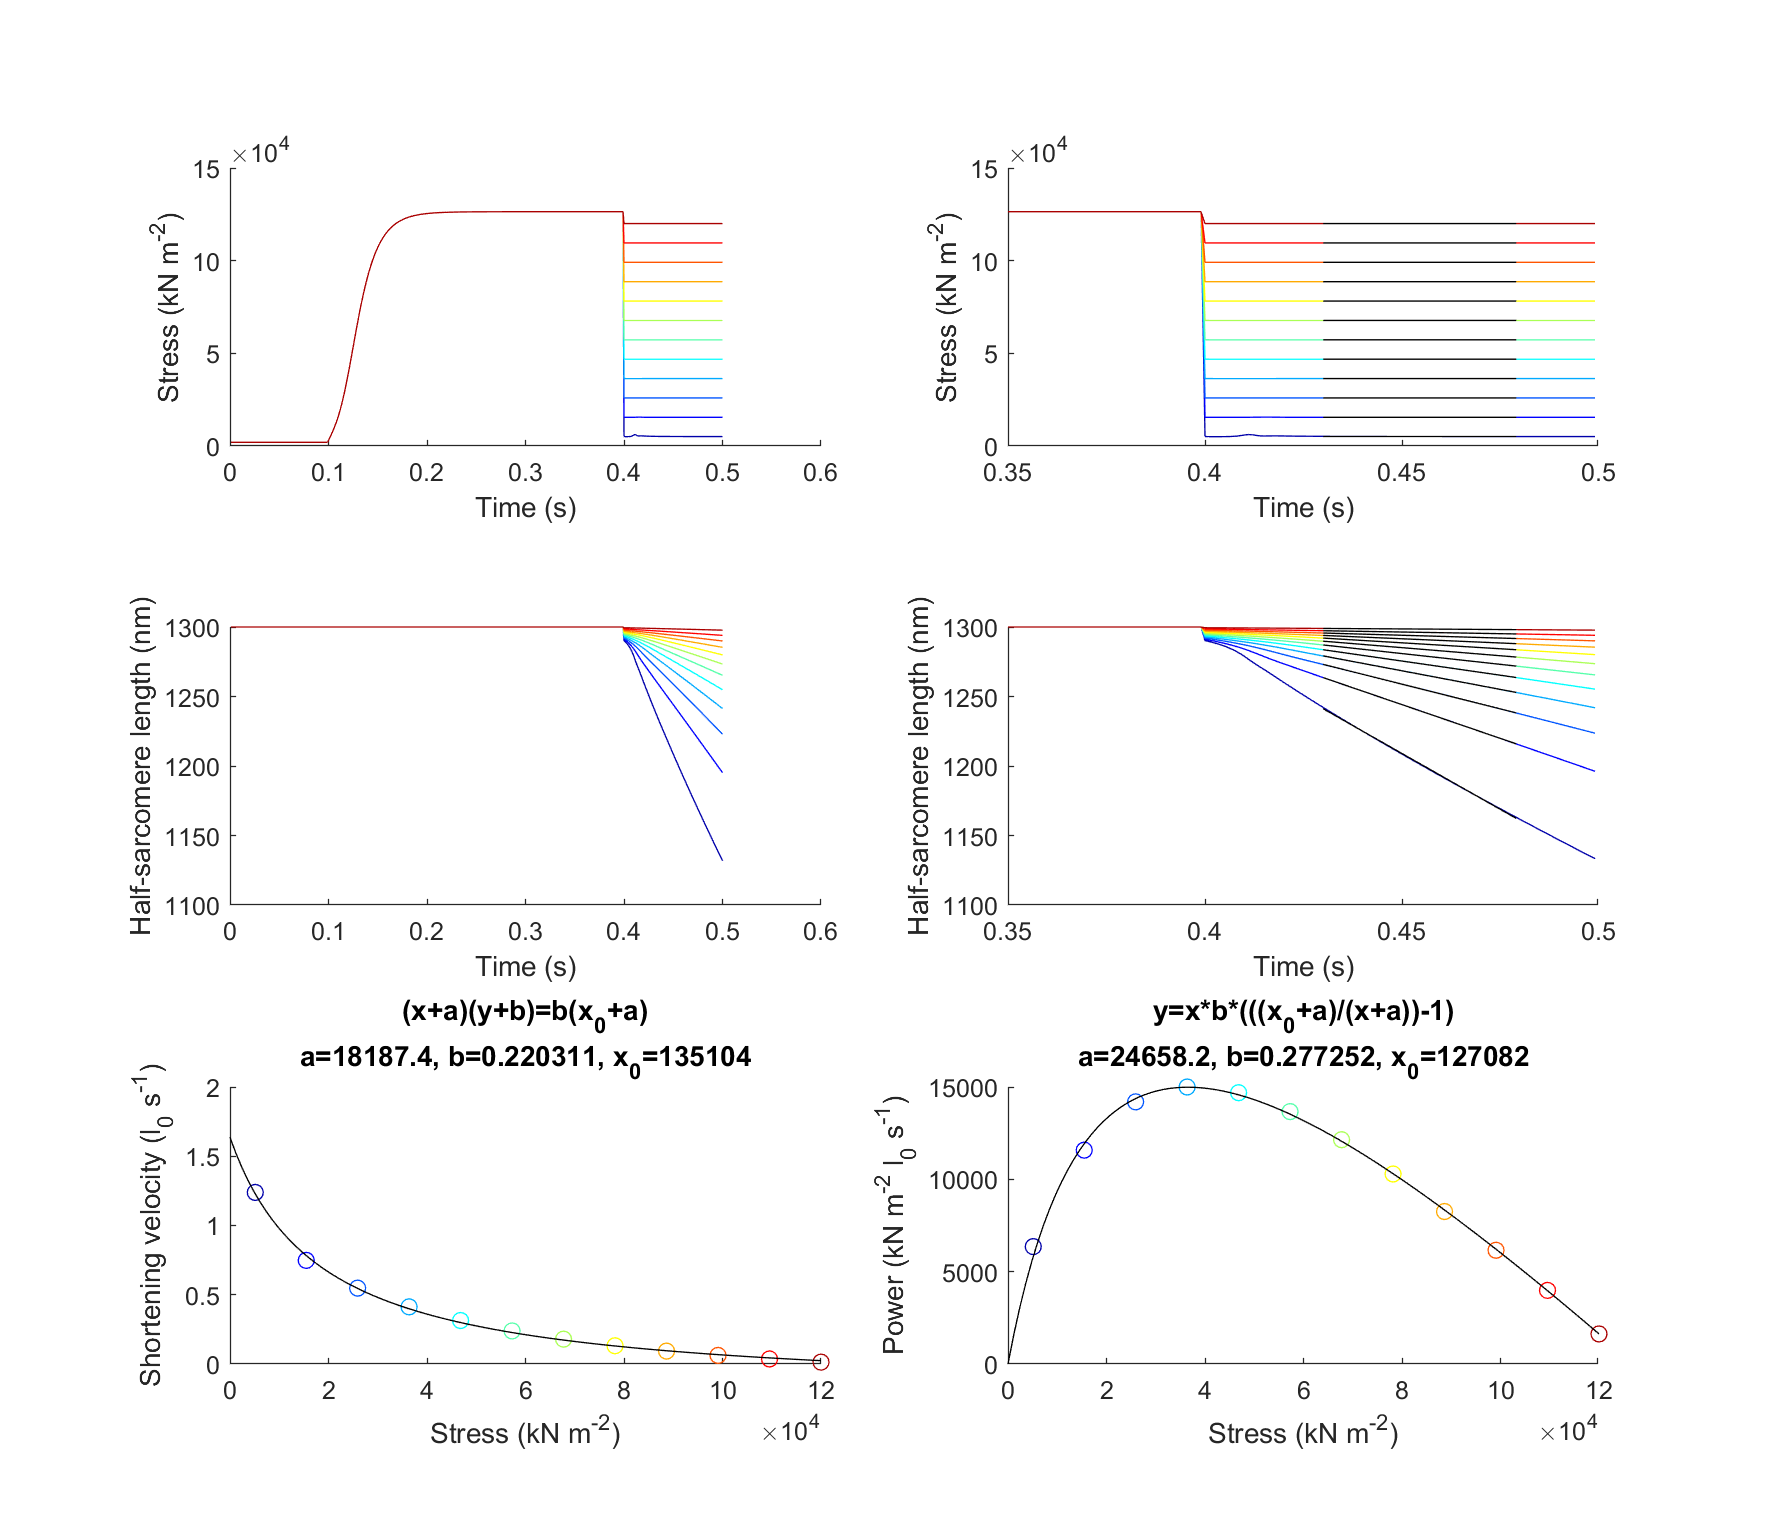 ×10⁴
15
10
5
0
Stress (kN m⁻²)
0 0.1 0.2 0.3 0.4 0.5 0.6
Time (s)
×10⁴
15
10
5
0
Stress (kN m⁻²)
0.35 0.4 0.45 0.5
Time (s)
1300
1250
1200
1150
1100
Half-sarcomere length (nm)
0 0.1 0.2 0.3 0.4 0.5 0.6
Time (s)
1300
1250
1200
1150
1100
Half-sarcomere length (nm)
0.35 0.4 0.45 0.5
Time (s)
(x+a)(y+b)=b(x₀+a)
a=18187.4, b=0.220311, x₀=135104
2
1.5
1
0.5
0
Shortening velocity (l₀ s⁻¹)
0 2 4 6 8 10 12
Stress (kN m⁻²)
×10⁴
y=x*b*(((x₀+a)/(x+a))-1)
a=24658.2, b=0.277252, x₀=127082
15000
10000
5000
0
Power (kN m⁻² l₀ s⁻¹)
0 2 4 6 8 10 12
Stress (kN m⁻²)
×10⁴